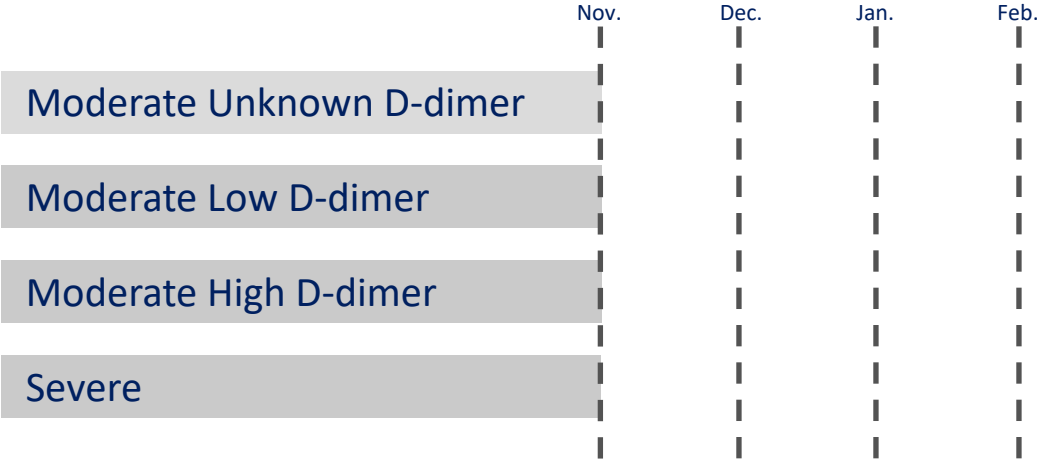 Nov. Dec. Jan. Feb.
Moderate Unknown D-dimer
Moderate Low D-dimer
Moderate High D-dimer
Severe